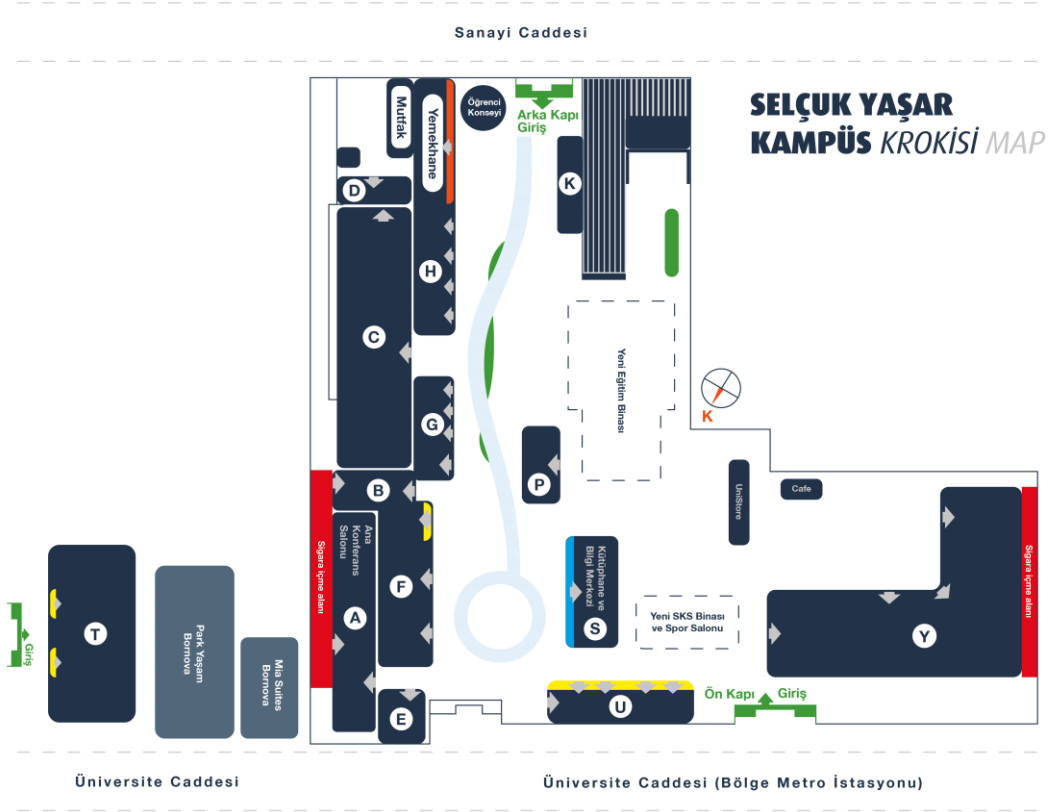 Sanayi Caddesi
SELÇUK YAŞAR
KAMPÜS KROKİSİ MAP
Mutfak
Yemekhane
Öğrenci
Konseyi
Arka Kapı
Giriş
D
K
H
C
Yeni Eğitim Binası
K
G
P
B
UniStore
Cafe
Sigara içme alanı
Ana
Konferans
Salonu
F
A
Kütüphane ve
Bilgi Merkezi
S
Yeni SKS Binası
ve Spor Salonu
Y
Sigara içme alanı
T
Giriş
Park Yaşam
Bornova
Mia Suites
Bornova
E
U
Ön Kapı
Giriş
Üniversite Caddesi
Üniversite Caddesi (Bölge Metro İstasyonu)